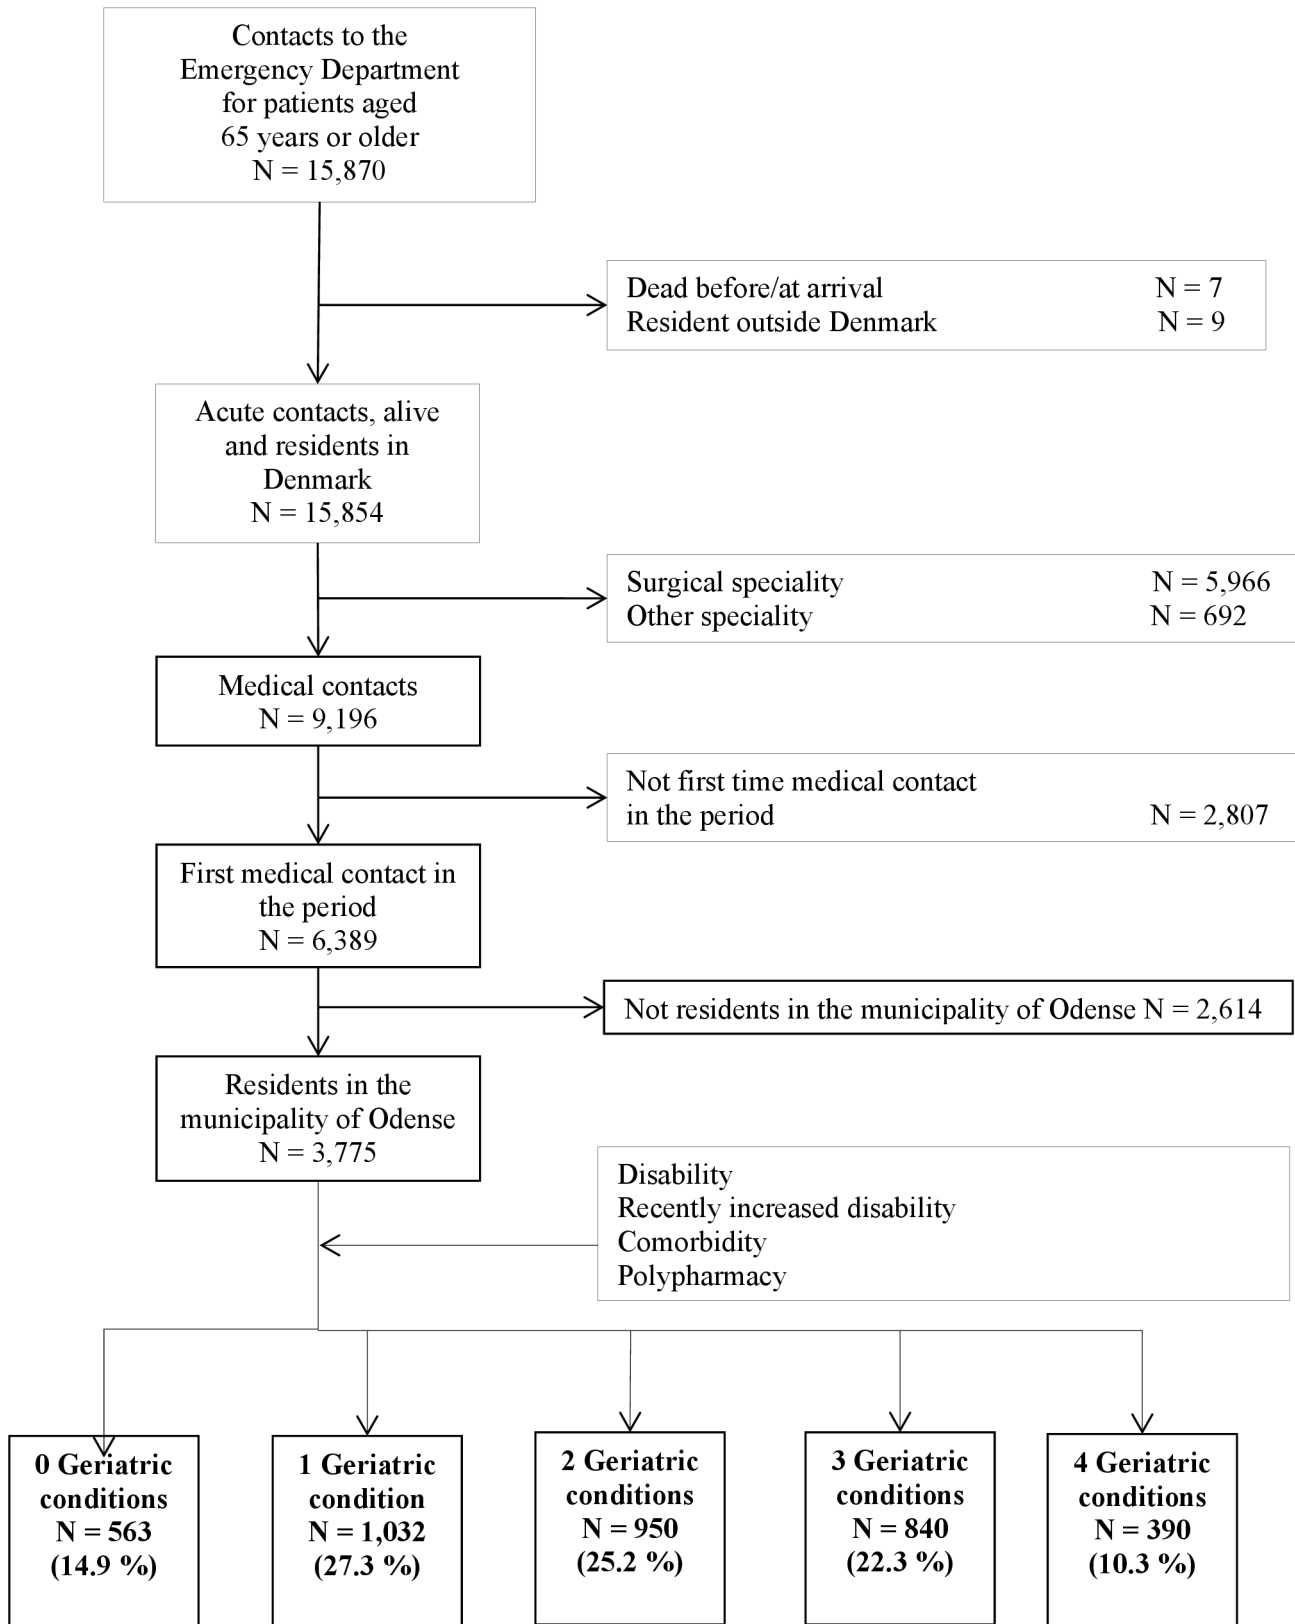 Contacts to the
Emergency Department
for patients aged
65 years or older
N = 15,870
Dead before/at arrival N = 7
Resident outside Denmark N = 9
Acute contacts, alive
and residents in
Denmark
N = 15,854
Surgical speciality N = 5,966
Other speciality N = 692
Medical contacts
N = 9,196
Not first time medical contact
in the period N = 2,807
First medical contact in
the period
N = 6,389
Not residents in the municipality of Odense N = 2,614
Residents in the
municipality of Odense
N = 3,775
Disability
Recently increased disability
Comorbidity
Polypharmacy
0 Geriatric
conditions
N = 563
(14.9 %)
1 Geriatric
condition
N = 1,032
(27.3 %)
2 Geriatric
conditions
N = 950
(25.2 %)
3 Geriatric
conditions
N = 840
(22.3 %)
4 Geriatric
conditions
N = 390
(10.3 %)